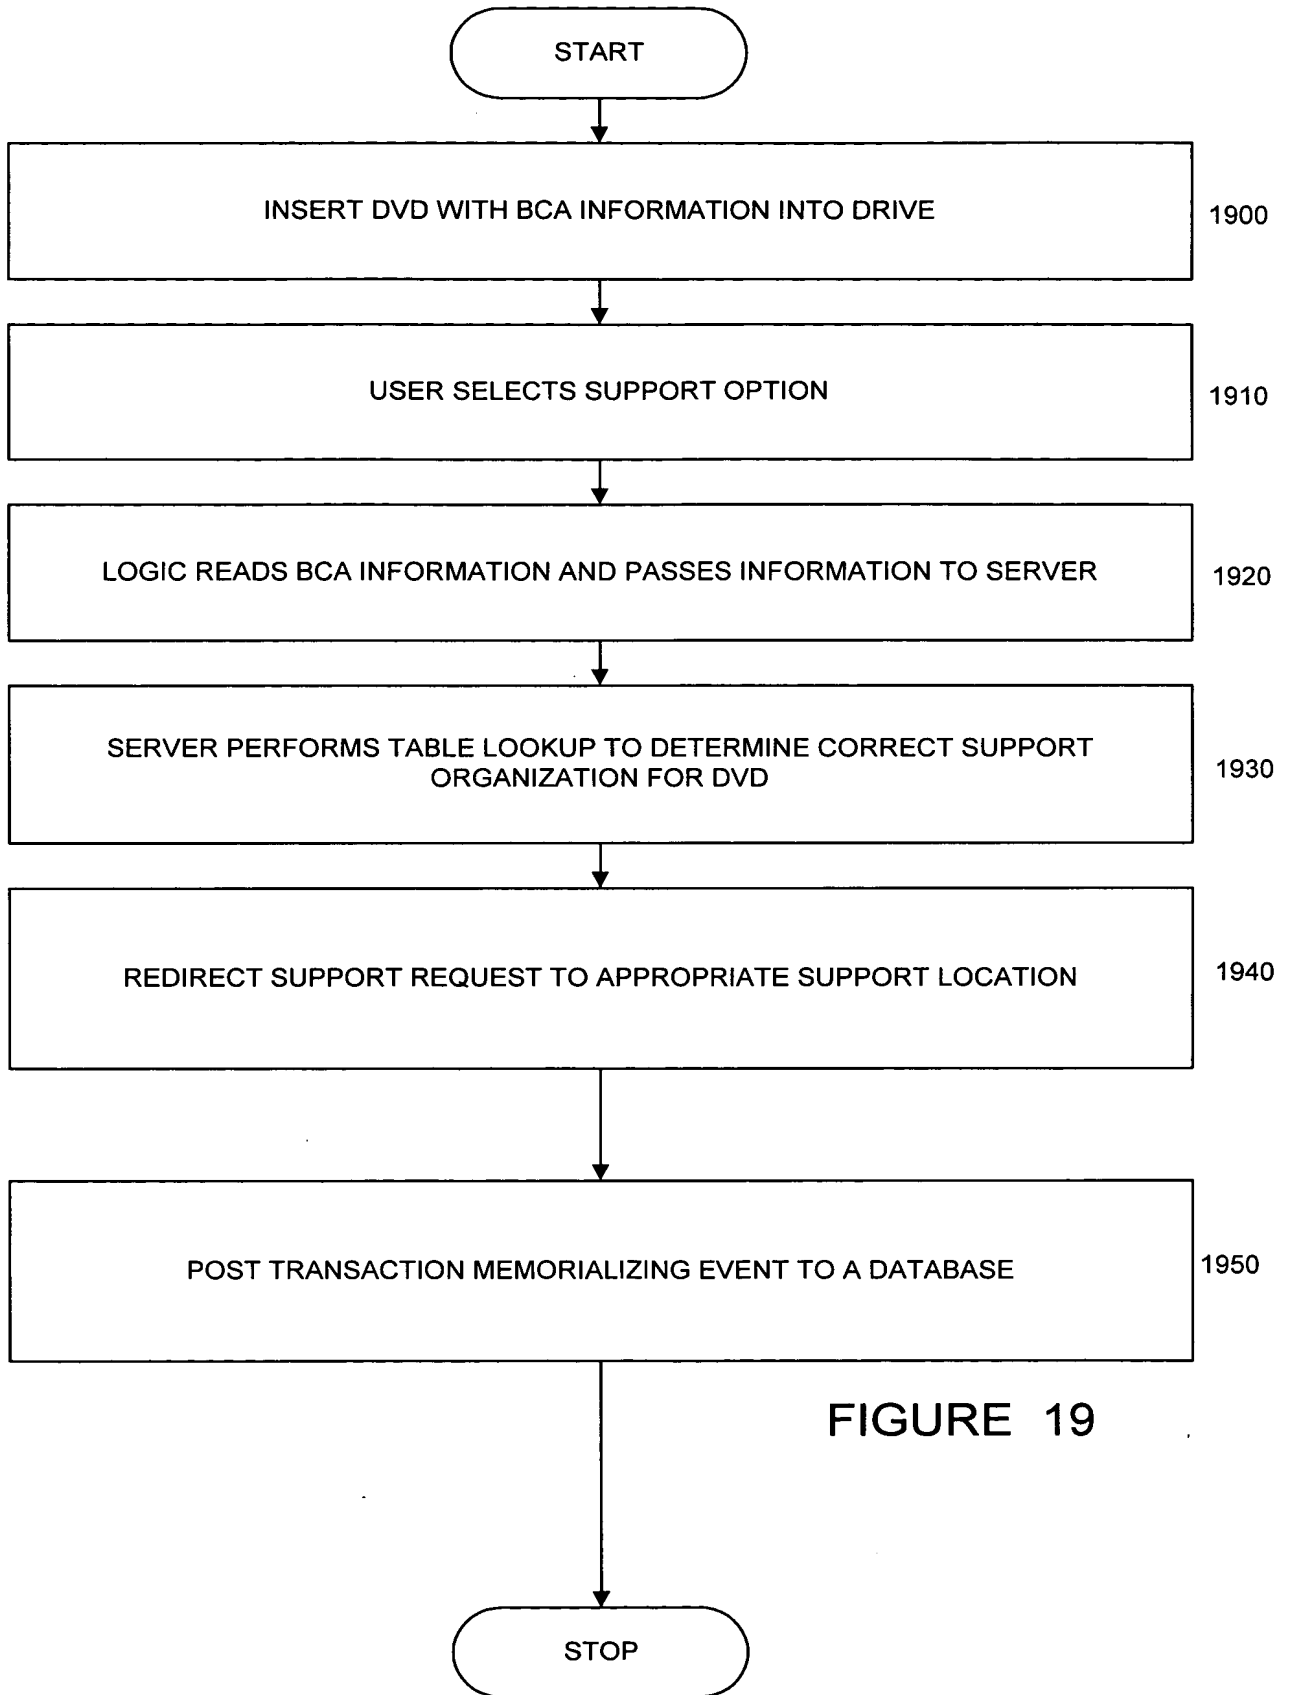 START
INSERT DVD WITH BCA INFORMATION INTO DRIVE
1900
USER SELECTS SUPPORT OPTION
1910
LOGIC READS BCA INFORMATION AND PASSES INFORMATION TO SERVER
1920
SERVER PERFORMS TABLE LOOKUP TO DETERMINE CORRECT SUPPORT
ORGANIZATION FOR DVD
1930
REDIRECT SUPPORT REQUEST TO APPROPRIATE SUPPORT LOCATION
1940
POST TRANSACTION MEMORIALIZING EVENT TO A DATABASE
1950
FIGURE 19
STOP